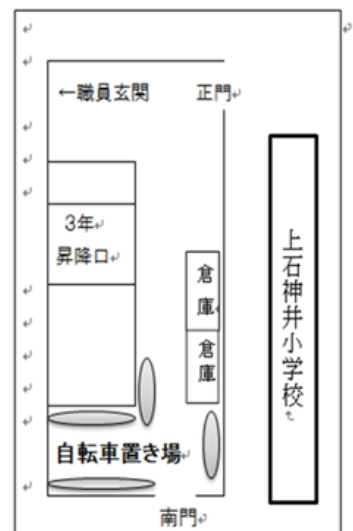 ←職員玄関
正門
3年
昇降口
倉庫
倉庫
上石神井小学校
自転車置き場
南門